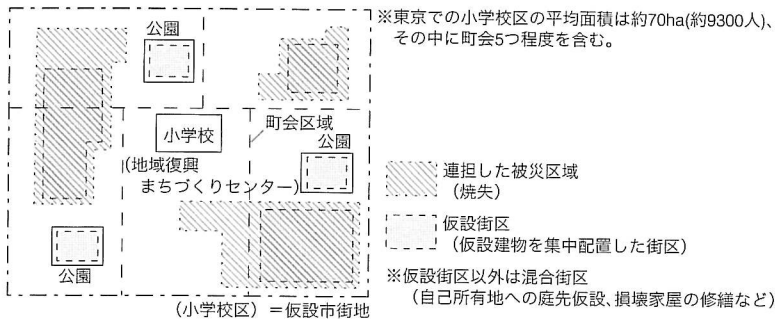 公園
※東京での小学校区の平均面積は約70ha(約9300人)、
その中に町会5つ程度を含む。
小学校
町会区域
公園
(地域復興
まちづくりセンター)
連担した被災区域
(焼失)
仮設街区
(仮設建物を集中配置した街区)
公園
※仮設街区以外は混合街区
(自己所有地への庭先仮設、損壊家屋の修繕など)
(小学校区)=仮設市街地